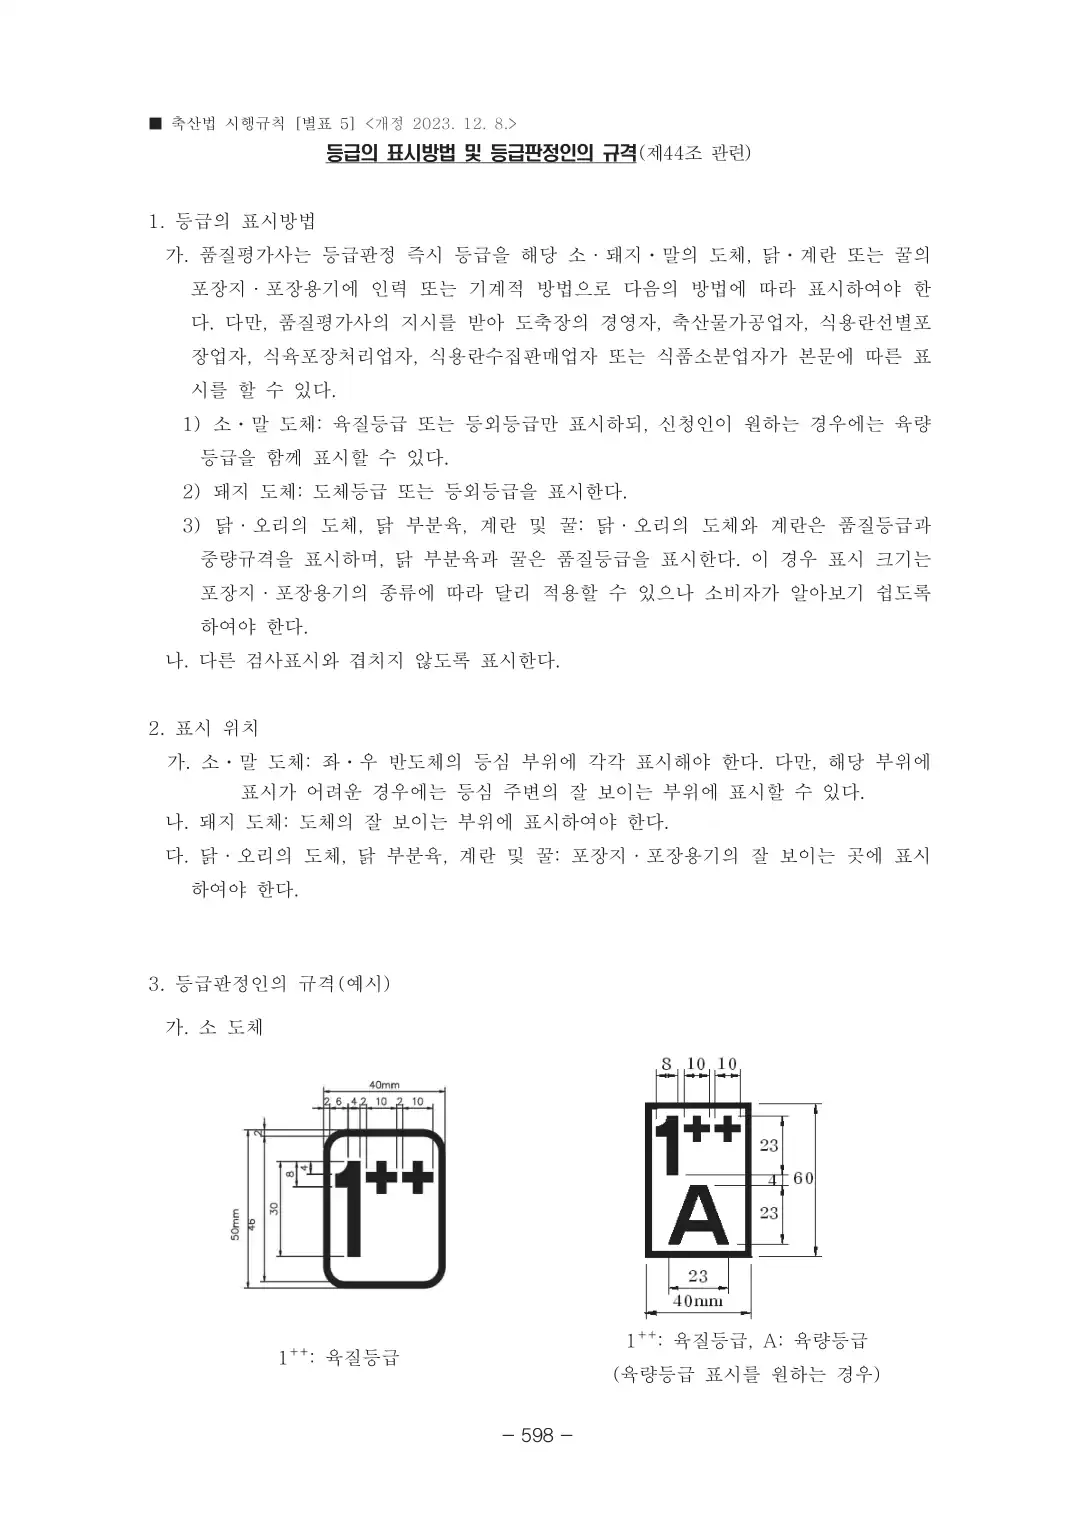 ■ 축산법 시행규칙 [별표 5] <개정 2023. 12. 8.>
등급의 표시방법 및 등급판정인의 규격(제44조 관련)
1. 등급의 표시방법
가. 품질평가사는 등급판정 즉시 등급을 해당 소ㆍ돼지・말의 도체, 닭・계란 또는 꿀의
포장지ㆍ포장용기에 인력 또는 기계적 방법으로 다음의 방법에 따라 표시하여야 한
다. 다만, 품질평가사의 지시를 받아 도축장의 경영자, 축산물가공업자, 식용란선별포
장업자, 식육포장처리업자, 식용란수집판매업자 또는 식품소분업자가 본문에 따른 표
시를 할 수 있다.
1) 소・말 도체: 육질등급 또는 등외등급만 표시하되, 신청인이 원하는 경우에는 육량
등급을 함께 표시할 수 있다.
2) 돼지 도체: 도체등급 또는 등외등급을 표시한다.
3) 닭ㆍ오리의 도체, 닭 부분육, 계란 및 꿀: 닭ㆍ오리의 도체와 계란은 품질등급과
중량규격을 표시하며, 닭 부분육과 꿀은 품질등급을 표시한다. 이 경우 표시 크기는
포장지ㆍ포장용기의 종류에 따라 달리 적용할 수 있으나 소비자가 알아보기 쉽도록
하여야 한다.
나. 다른 검사표시와 겹치지 않도록 표시한다.
2. 표시 위치
가. 소・말 도체: 좌・우 반도체의 등심 부위에 각각 표시해야 한다. 다만, 해당 부위에
표시가 어려운 경우에는 등심 주변의 잘 보이는 부위에 표시할 수 있다.
나. 돼지 도체: 도체의 잘 보이는 부위에 표시하여야 한다.
다. 닭ㆍ오리의 도체, 닭 부분육, 계란 및 꿀: 포장지ㆍ포장용기의 잘 보이는 곳에 표시
하여야 한다.
3. 등급판정인의 규격(예시)
가. 소 도체
40mm
2 6 4 2 10 2 10
2
4
8
30
46
50mm
1++
8 10 10
1++
A
23
4
23
60
23
40mm
1++: 육질등급
1++: 육질등급, A: 육량등급
(육량등급 표시를 원하는 경우)
- 598 -